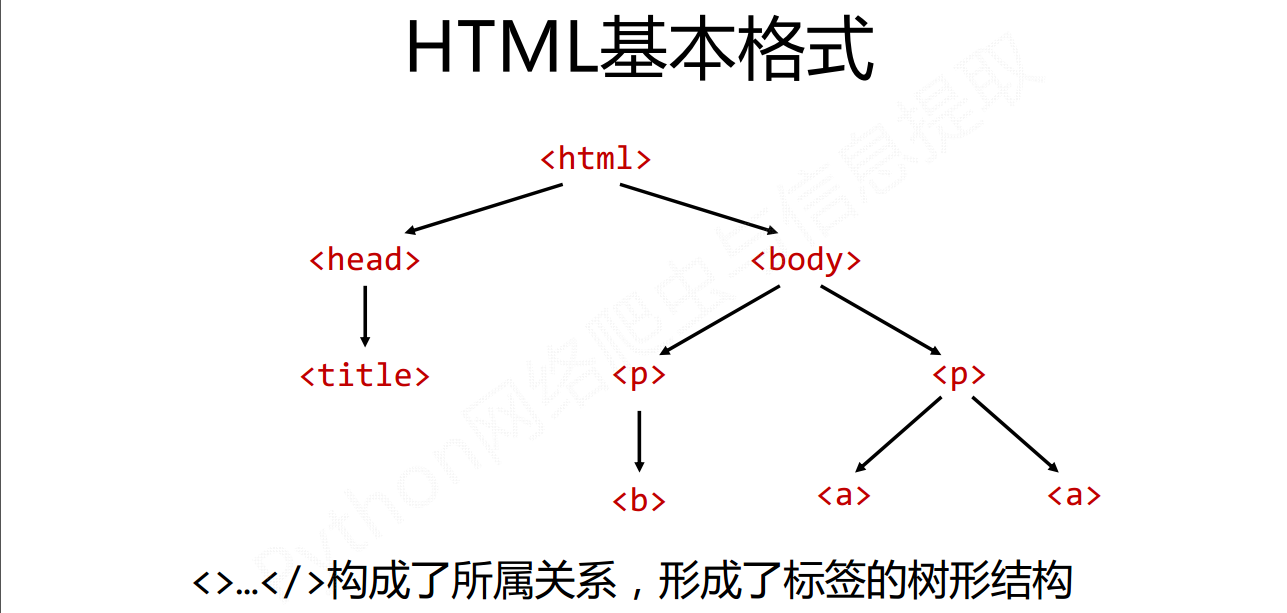 HTML基本格式
<html>
<head> <body>
<title> <p> <p>
<b> <a> <a>
<>…</>构成了所属关系，形成了标签的树形结构
Python网络爬虫与信息提取